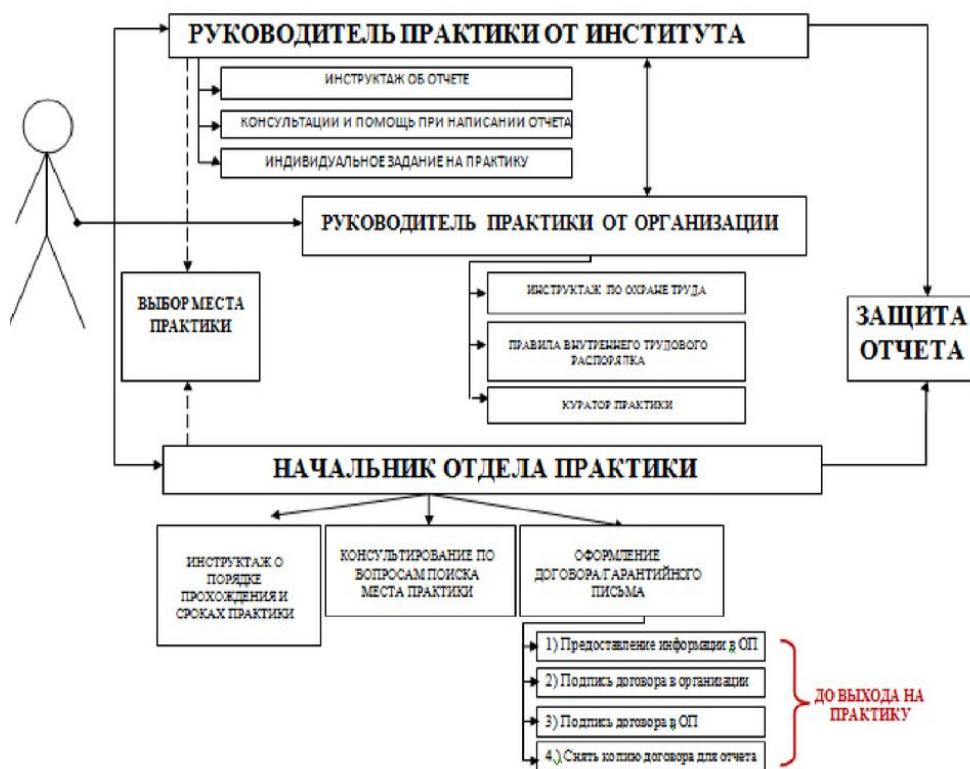 РУКОВОДИТЕЛЬ ПРАКТИКИ ОТ ИНСТИТУТА
ИНСТРУКТАЖ ОБ ОТЧЕТЕ
КОНСУЛЬТАЦИИ И ПОМОЩЬ ПРИ НАПИСАНИИ ОТЧЕТА
ИНДИВИДУАЛЬНОЕ ЗАДАНИЕ НА ПРАКТИКУ
РУКОВОДИТЕЛЬ ПРАКТИКИ ОТ ОРГАНИЗАЦИИ
ВЫБОР МЕСТА
ПРАКТИКИ
ИНСТРУКТАЖ ПО ОХРАНЕ ТРУДА
ПРАВИЛА ВНУТРЕННЕГО ТРУДОВОГО
РАСПОРЯЛКА
КУРАТОР ПРАКТИКИ
ЗАЩИТА
ОТЧЕТА
НАЧАЛЬНИК ОТДЕЛА ПРАКТИКИ
ИНСТРУКТАЖ О
ПОРЯДКЕ
ПРОХОЖДЕНИЯ И
СРОКАХ ПРАКТИКИ
КОНСУЛЬТИРОВАНИЕ ПО
ВОПРОСАМ ПОИСКА
МЕСТА ПРАКТИКИ
ОФОРМЛЕНИЕ
ДОГОВОРА/ГАРАНТИЙНОГО
ПИСЬМА
1) Предоставление информации в ОП
2) Подпись договора в организации
3) Подпись договора в ОП
4.) Снять копию договора для отчета
ДО ВЫХОДА НА
ПРАКТИКУ